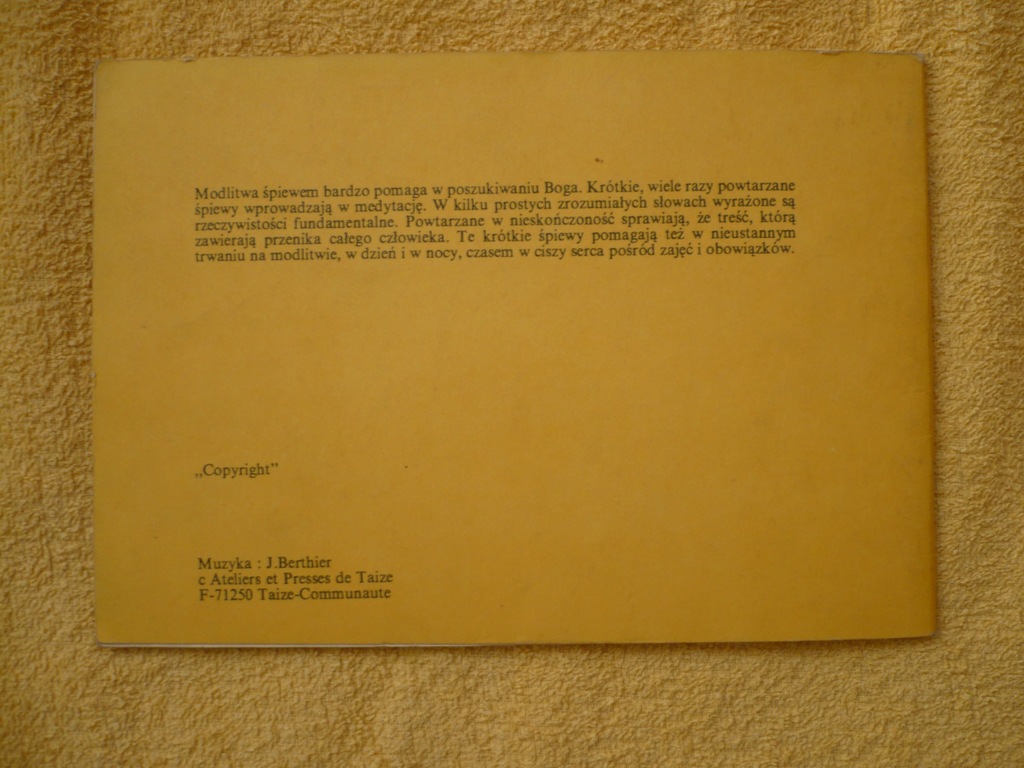 Modlitwa śpiewem bardzo pomaga w poszukiwaniu Boga. Krótkie, wiele razy powtarzane
śpiewy wprowadzają w medytację. W kilku prostych zrozumiałych słowach wyrażone są
rzeczywistości fundamentalne. Powtarzane w nieskończoność sprawiają, że treść, którą
zawierają przenika całego człowieka. Te krótkie śpiewy pomagają też w nieustannym
trwaniu na modlitwie, w dzień i w nocy, czasem w ciszy serca pośród zajęć i obowiązków.
„Copyright”
Muzyka : J.Berthier
c Ateliers et Presses de Taize
F-71250 Taize-Communaute